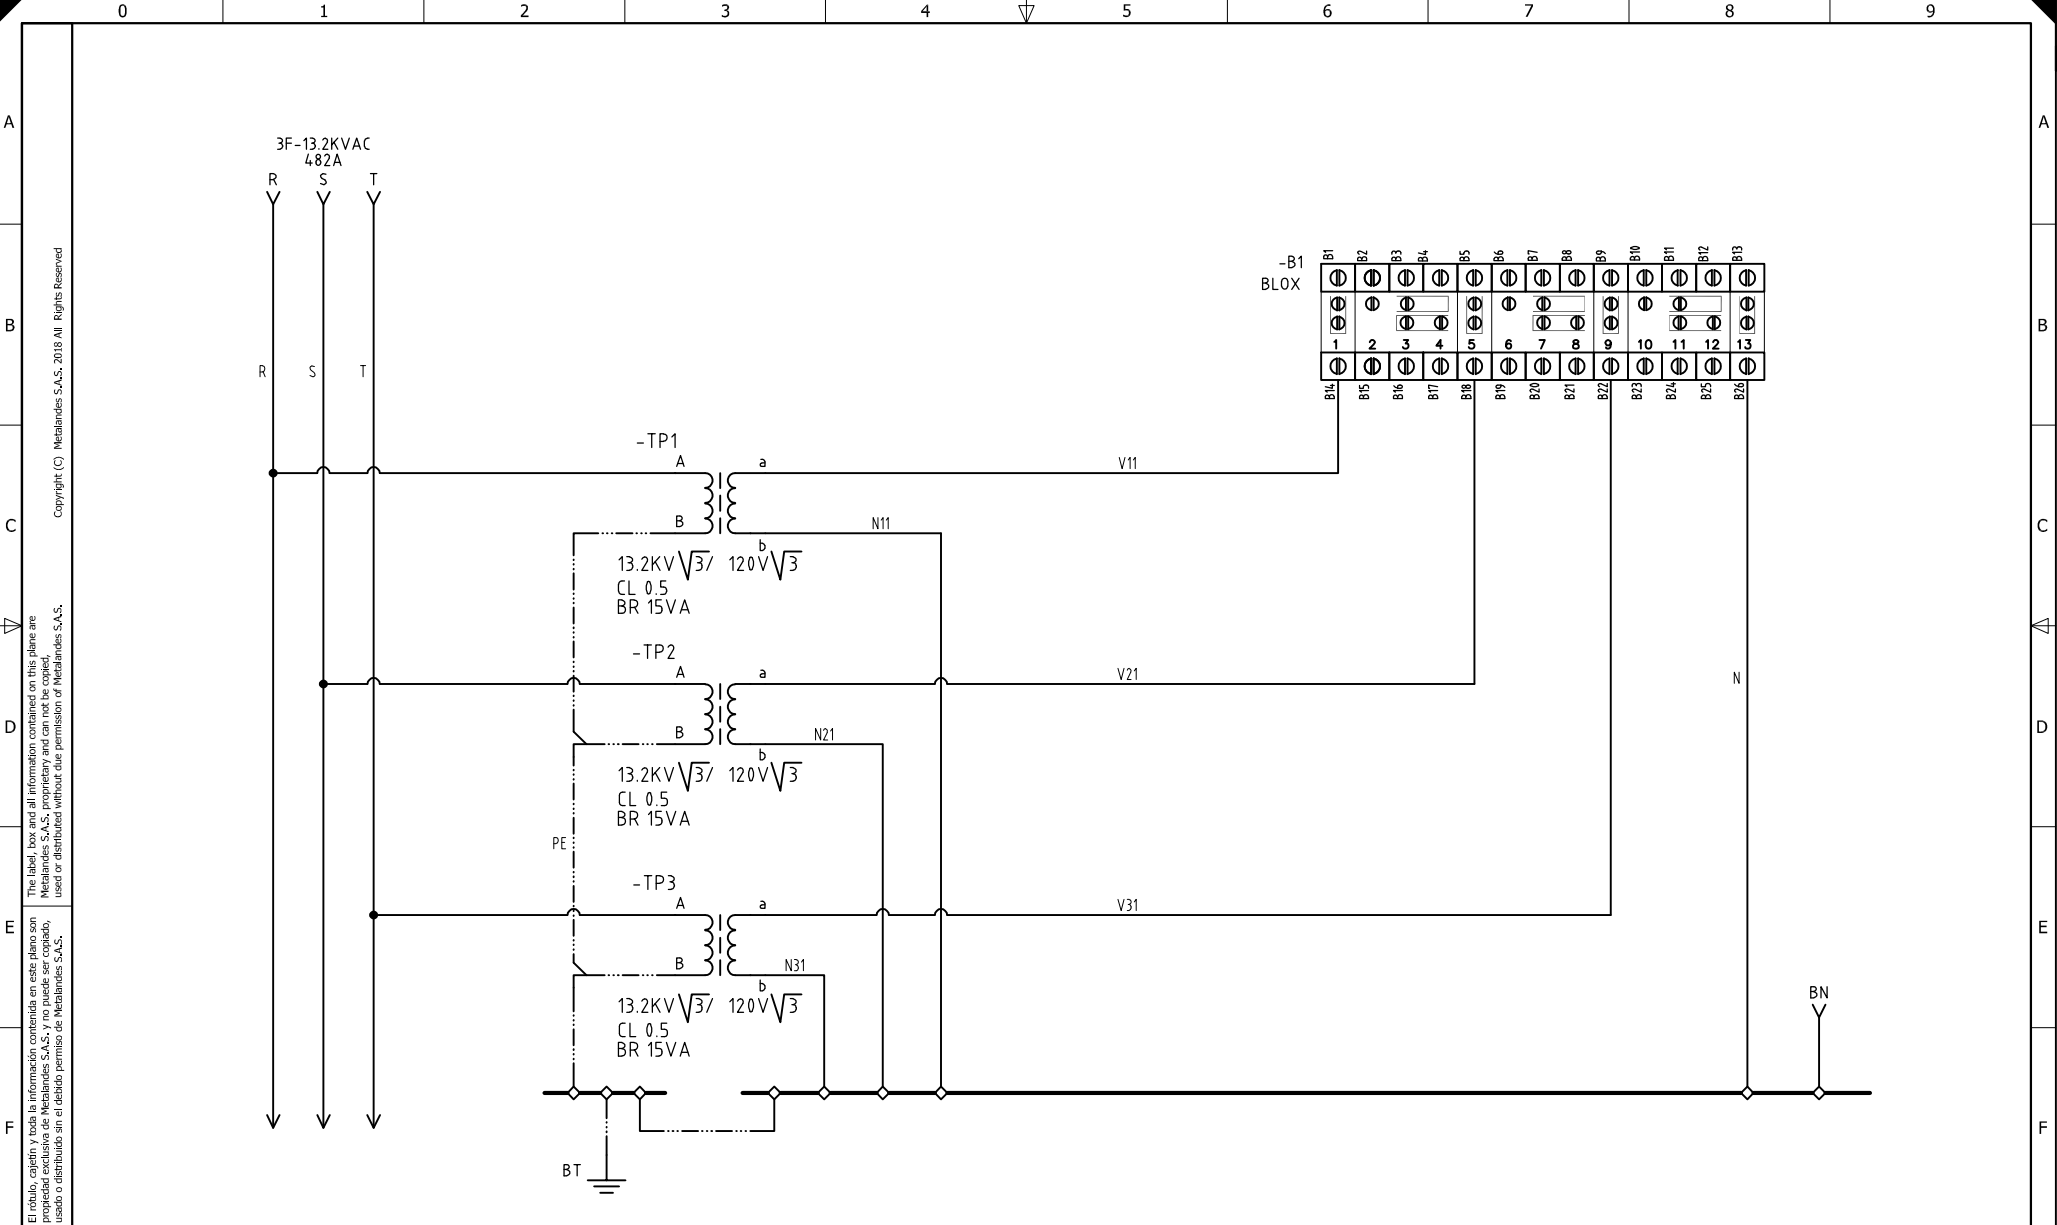 0 1 2 3 4 5 6 7 8 9
A A
3F-13.2KVAC
482A
R S T
B1 B2 B3 B4 B5 B6 B7 B8 B9 B10 B11 B12 B13
-B1
BLOX
B B
1 2 3 4 5 6 7 8 9 10 11 12 13
R S T
B14 B15 B16 B17 B18 B19 B20 B21 B22 B23 B24 B25 B26
-TP1
A a V11
C C
B N11
b
13.2KV√3/ 120V√3
CL 0.5
BR 15VA
-TP2
A a V21
N
D D
B N21
b
13.2KV√3/ 120V√3
CL 0.5
BR 15VA
PE
-TP3
A a V31
E E
B N31
b
BN
13.2KV√3/ 120V√3
CL 0.5
BR 15VA
F F
BT
Copyright (C) Metalandes S.A.S. 2018 All Rights Reserved
The label, box and all information contained on this plane are
Metalandes S.A.S. proprietary and can not be copied,
used or distributed without due permission of Metalandes S.A.S.
El rótulo, cajetín y toda la información contenida en este plano son
propiedad exclusiva de Metalandes S.A.S. y no puede ser copiado,
usado o distribuido sin el debido permiso de Metalandes S.A.S.